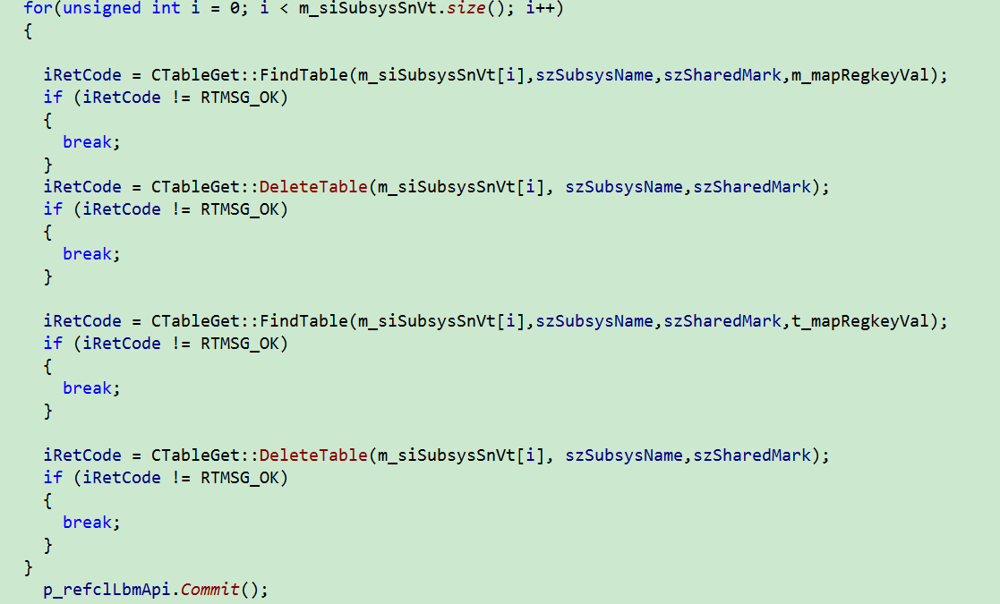 for(unsigned int i = 0; i < m_siSubsysSnVt.size(); i++)
{
iRetCode = CTableGet::FindTable(m_siSubsysSnVt[i],szSubsysName,szSharedMark,m_mapRegkeyVal);
if (iRetCode != RTMSG_OK)
{
break;
}
iRetCode = CTableGet::DeleteTable(m_siSubsysSnVt[i], szSubsysName,szSharedMark);
if (iRetCode != RTMSG_OK)
{
break;
}
iRetCode = CTableGet::FindTable(m_siSubsysSnVt[i],szSubsysName,szSharedMark,t_mapRegkeyVal);
if (iRetCode != RTMSG_OK)
{
break;
}
iRetCode = CTableGet::DeleteTable(m_siSubsysSnVt[i], szSubsysName,szSharedMark);
if (iRetCode != RTMSG_OK)
{
break;
}
}
p_refclLbmApi.Commit();